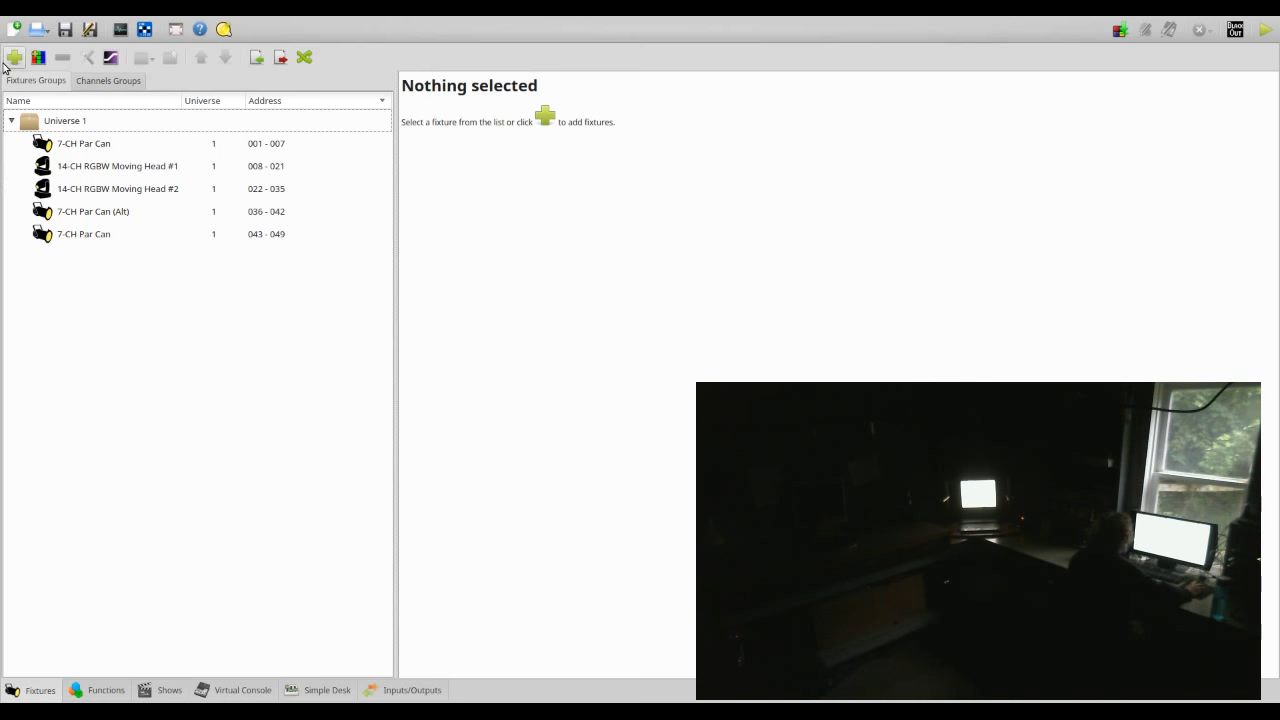 BLACK OUT
Fixtures Groups Channels Groups
Name Universe Address
Universe 1
7-CH Par Can 1 001 - 007
14-CH RGBW Moving Head #1 1 008 - 021
14-CH RGBW Moving Head #2 1 022 - 035
7-CH Par Can (Alt) 1 036 - 042
7-CH Par Can 1 043 - 049
Nothing selected
Select a fixture from the list or click to add fixtures.
Fixtures Functions Shows Virtual Console Simple Desk Inputs/Outputs